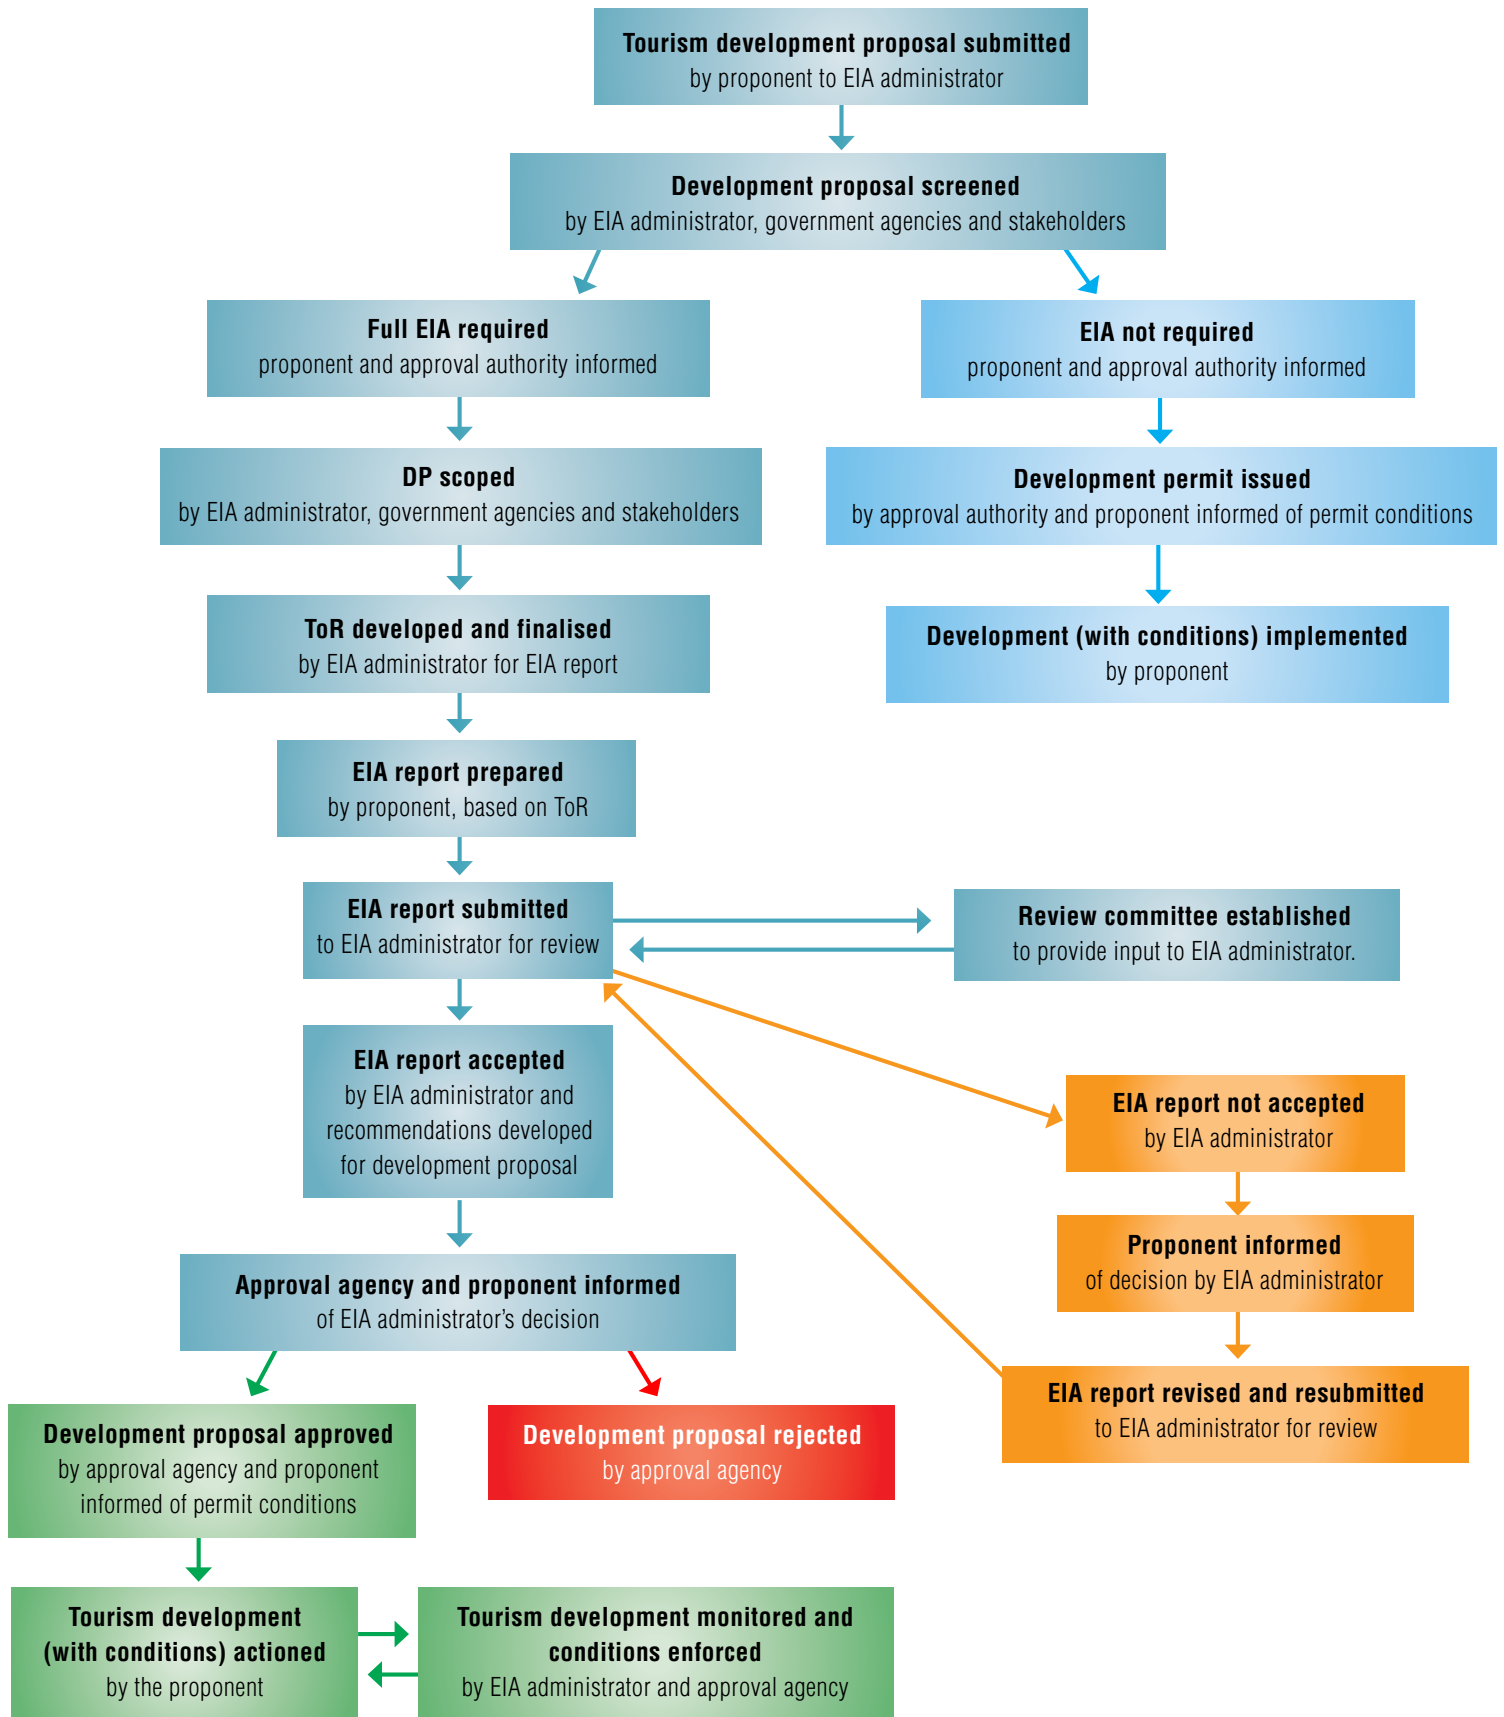 Tourism development proposal submitted
by proponent to EIA administrator
Development proposal screened
by EIA administrator, government agencies and stakeholders
Full EIA required
proponent and approval authority informed
EIA not required
proponent and approval authority informed
DP scoped
by EIA administrator, government agencies and stakeholders
Development permit issued
by approval authority and proponent informed of permit conditions
ToR developed and finalised
by EIA administrator for EIA report
Development (with conditions) implemented
by proponent
EIA report prepared
by proponent, based on ToR
EIA report submitted
to EIA administrator for review
Review committee established
to provide input to EIA administrator.
EIA report accepted
by EIA administrator and
recommendations developed
for development proposal
EIA report not accepted
by EIA administrator
Proponent informed
of decision by EIA administrator
Approval agency and proponent informed
of EIA administrator's decision
EIA report revised and resubmitted
to EIA administrator for review
Development proposal approved
by approval agency and proponent
informed of permit conditions
Development proposal rejected
by approval agency
Tourism development
(with conditions) actioned
by the proponent
Tourism development monitored and
conditions enforced
by EIA administrator and approval agency